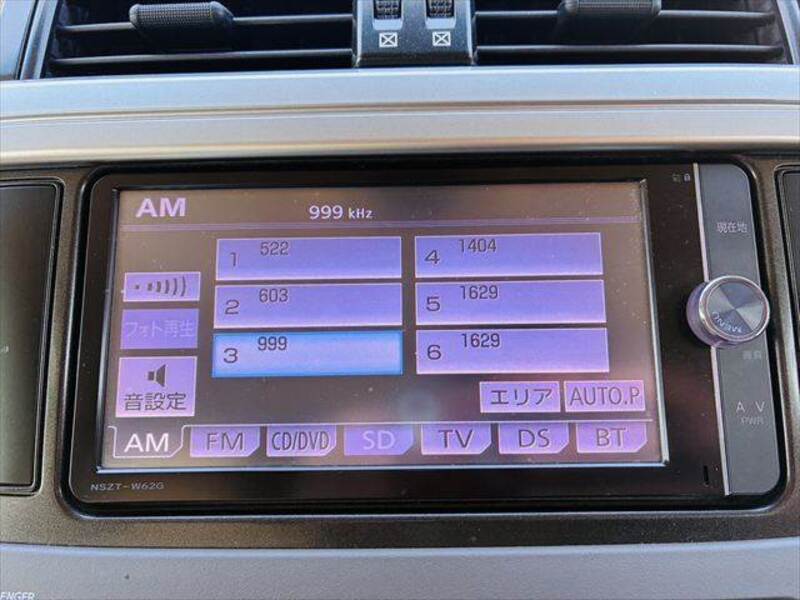 AM
999 kHz
1 522
4 1404
2 603
5 1629
フォト再生
3 999
6 1629
音設定
エリア
AUTO.P
AM FM CD/DVD SD TV DS BT
NSZT-W62G
現在地
MENU
画質
A V
PWR
ENGER